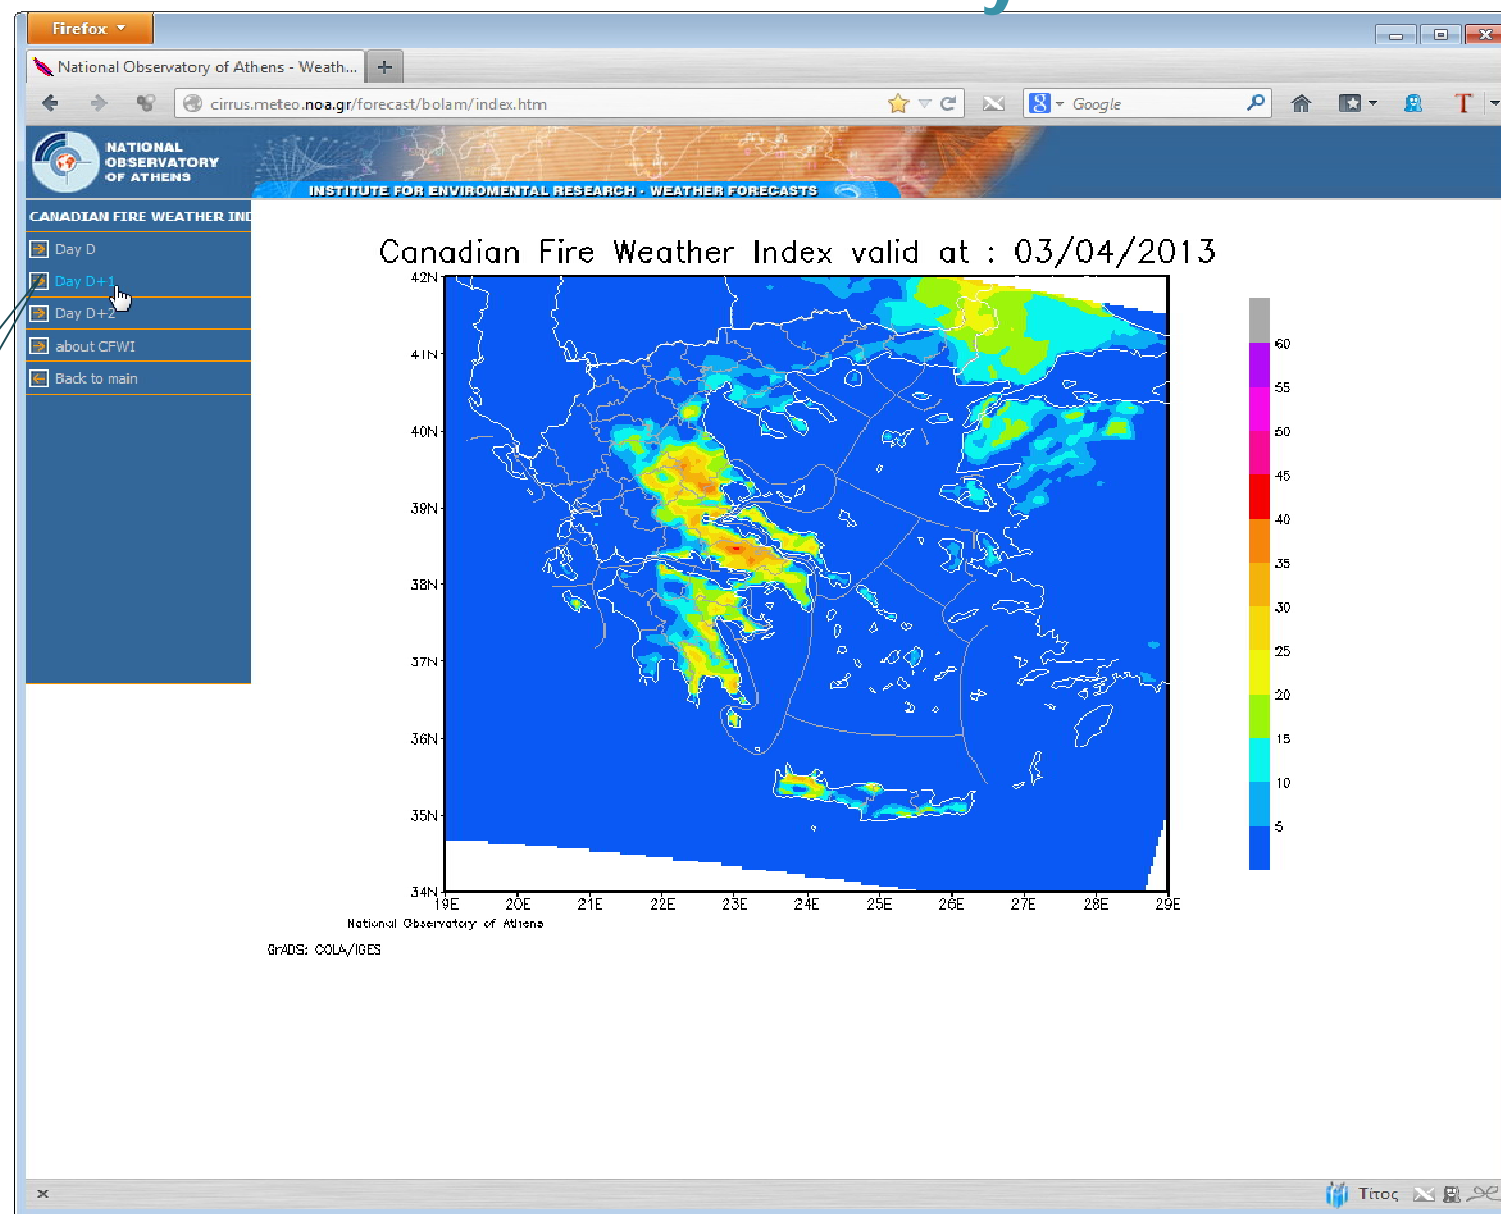 Firefox
National Observatory of Athens - Weath...
cirrus.meteo.noa.gr/forecast/bolam/index.htm
Google
NATIONAL
OBSERVATORY
OF ATHENS
INSTITUTE FOR ENVIROMENTAL RESEARCH - WEATHER FORECASTS
CANADIAN FIRE WEATHER IND
Day D
Day D+1
Day D+2
about CFWI
Back to main
Canadian Fire Weather Index valid at : 03/04/2013
42N
41N
40N
39N
38N
37N
36N
35N
34N
19E 20E 21E 22E 23E 24E 25E 26E 27E 28E 29E
60
55
50
45
40
35
30
25
20
15
10
5
National Observatory of Athens
GrADS: COLA/IGES
Τίτος